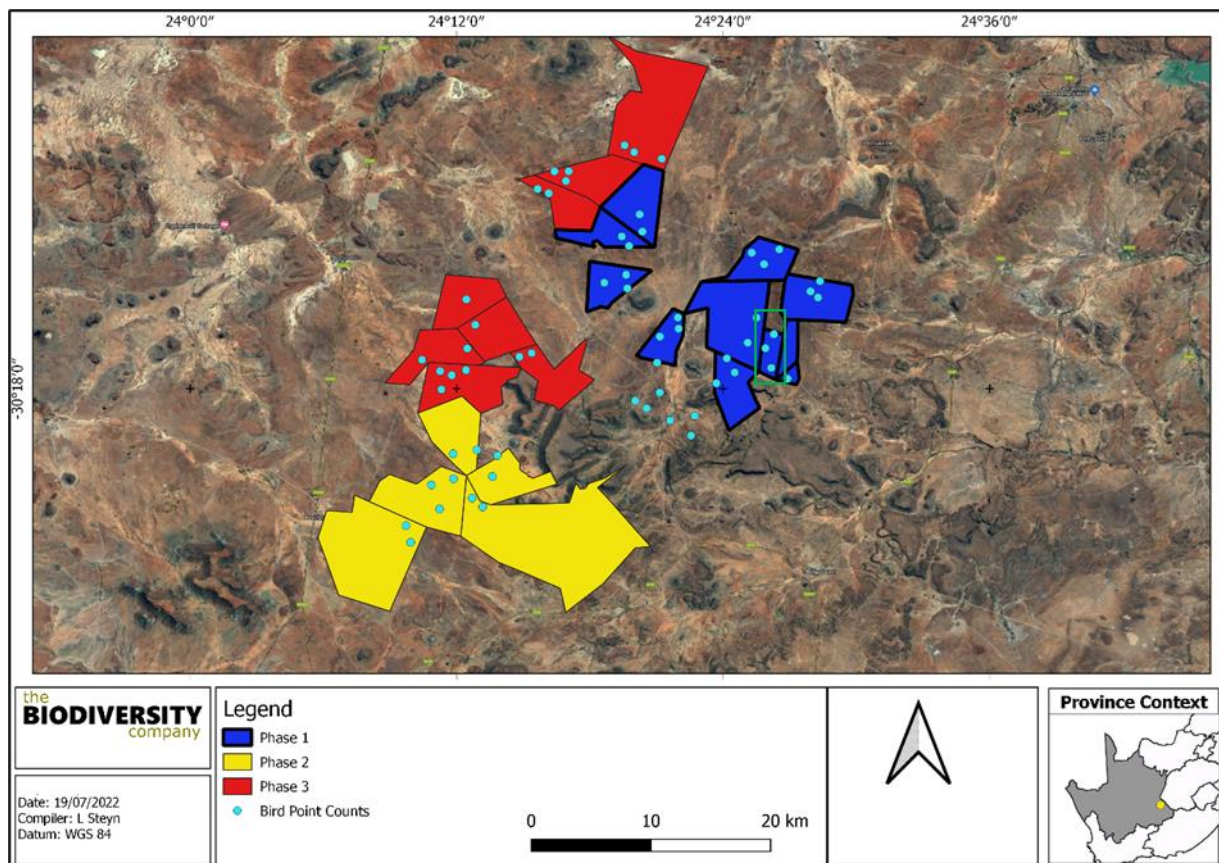 24°0′0″
24°12′0″
24°24′0″
24°36′0″
-30°18′0″
the
BIODIVERSITY
company
Date: 19/07/2022
Compiler: L Steyn
Datum: WGS 84
Legend
Phase 1
Phase 2
Phase 3
Bird Point Counts
0
10
20 km
Province Context